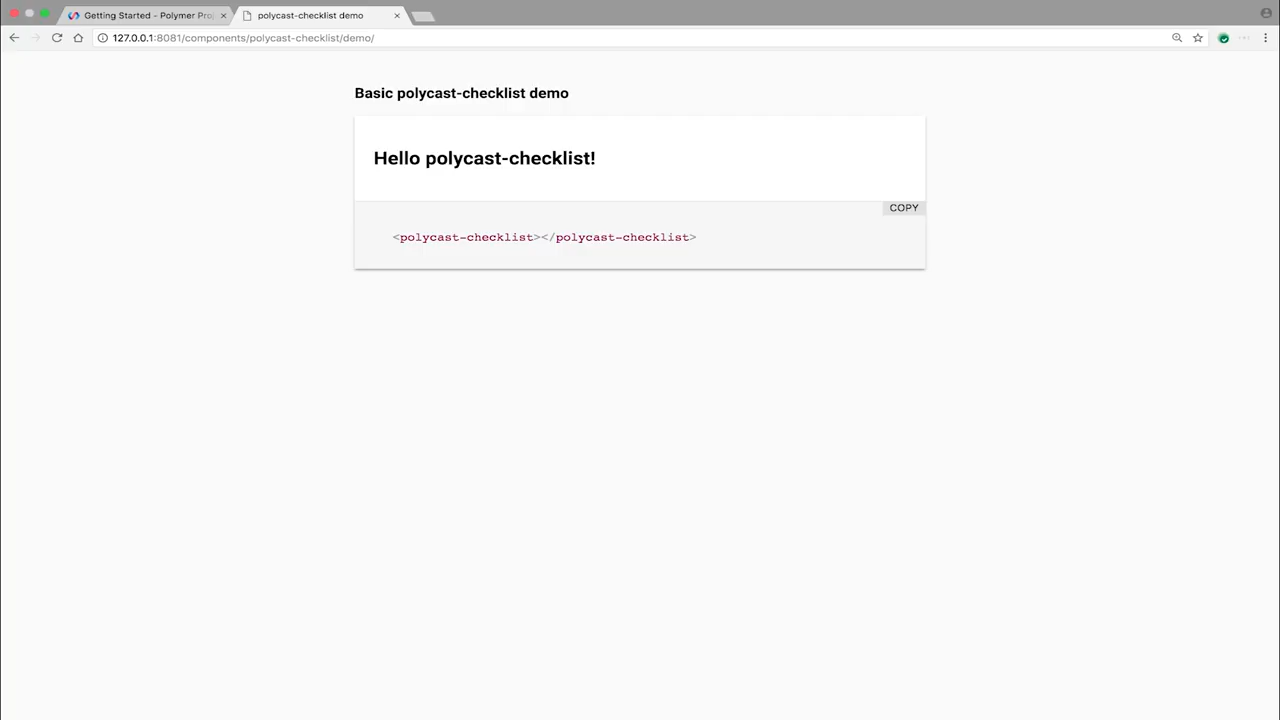 Getting Started - Polymer Pro
polycast-checklist demo
127.0.0.1:8081/components/polycast-checklist/demo/
Basic polycast-checklist demo
Hello polycast-checklist!
COPY
<polycast-checklist></polycast-checklist>